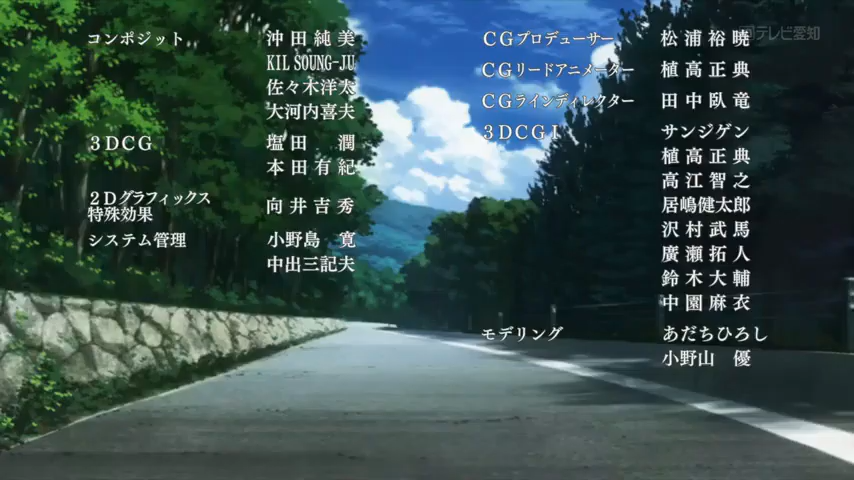 テレビ愛知
コンポジット 沖田純美
KIL SOUNG-JU
佐々木洋太
大河内喜夫
3DCG 塩田 潤
本田有紀
2Dグラフィックス
特殊効果 向井吉秀
システム管理 小野島 寛
中出三記夫
CGプロデューサー 松浦裕暁
CGリードアニメーター 植高正典
CGラインディレクター 田中臥竜
3DCGI サンジゲン
植高正典
高江智之
居嶋健太郎
沢村武馬
廣瀬拓人
鈴木大輔
中園麻衣
モデリング あだちひろし
小野山 優